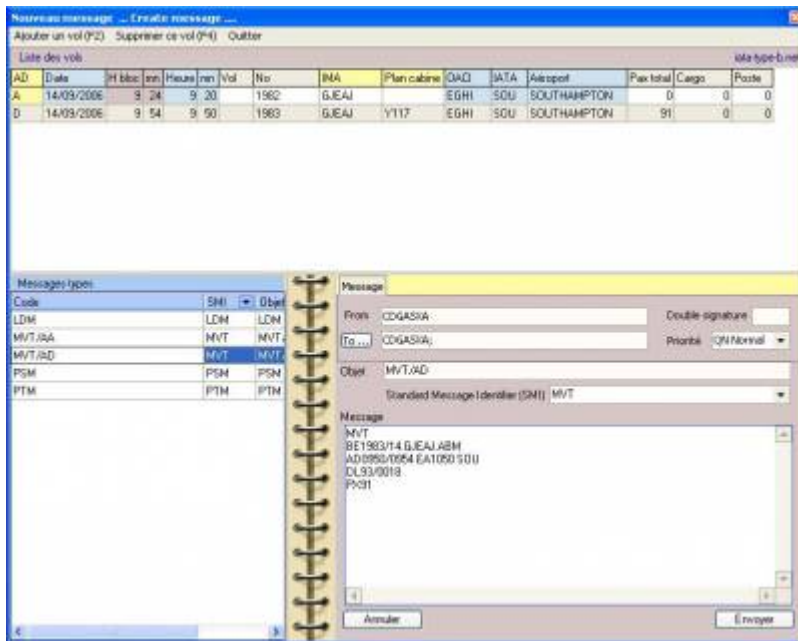 Nouveau message ... Create message ....
Ajouter un vol (F2) Supprimer ce vol (F4) Quitter
Liste des vols iata-type-b.net
AD Date H bloc mn Heure mn Vol No IMA Plan cabine OACI IATA Aéroport Pax total Cargo Poste
A 14/09/2006 9 24 9 20 1982 GJEAJ EGHI SOU SOUTHAMPTON 0 0 0
D 14/09/2006 9 54 9 50 1983 GJEAJ Y117 EGHI SOU SOUTHAMPTON 91 0 0
Messages types
Code SMI Objet
LDM LDM LDM
MVT/AA MVT MVT
MVT/AD MVT MVT
PSM PSM PSM
PTM PTM PTM
Message
From Double signature
To ... Priorité QN Normal
Objet MVT/AD
Standard Message Identifier (SMI) MVT
Message
MVT
BE1983/14.GJEAJ.ABM
AD0950/0954 EA1050 SOU
DL93/0018
PX91
Annuler Envoyer